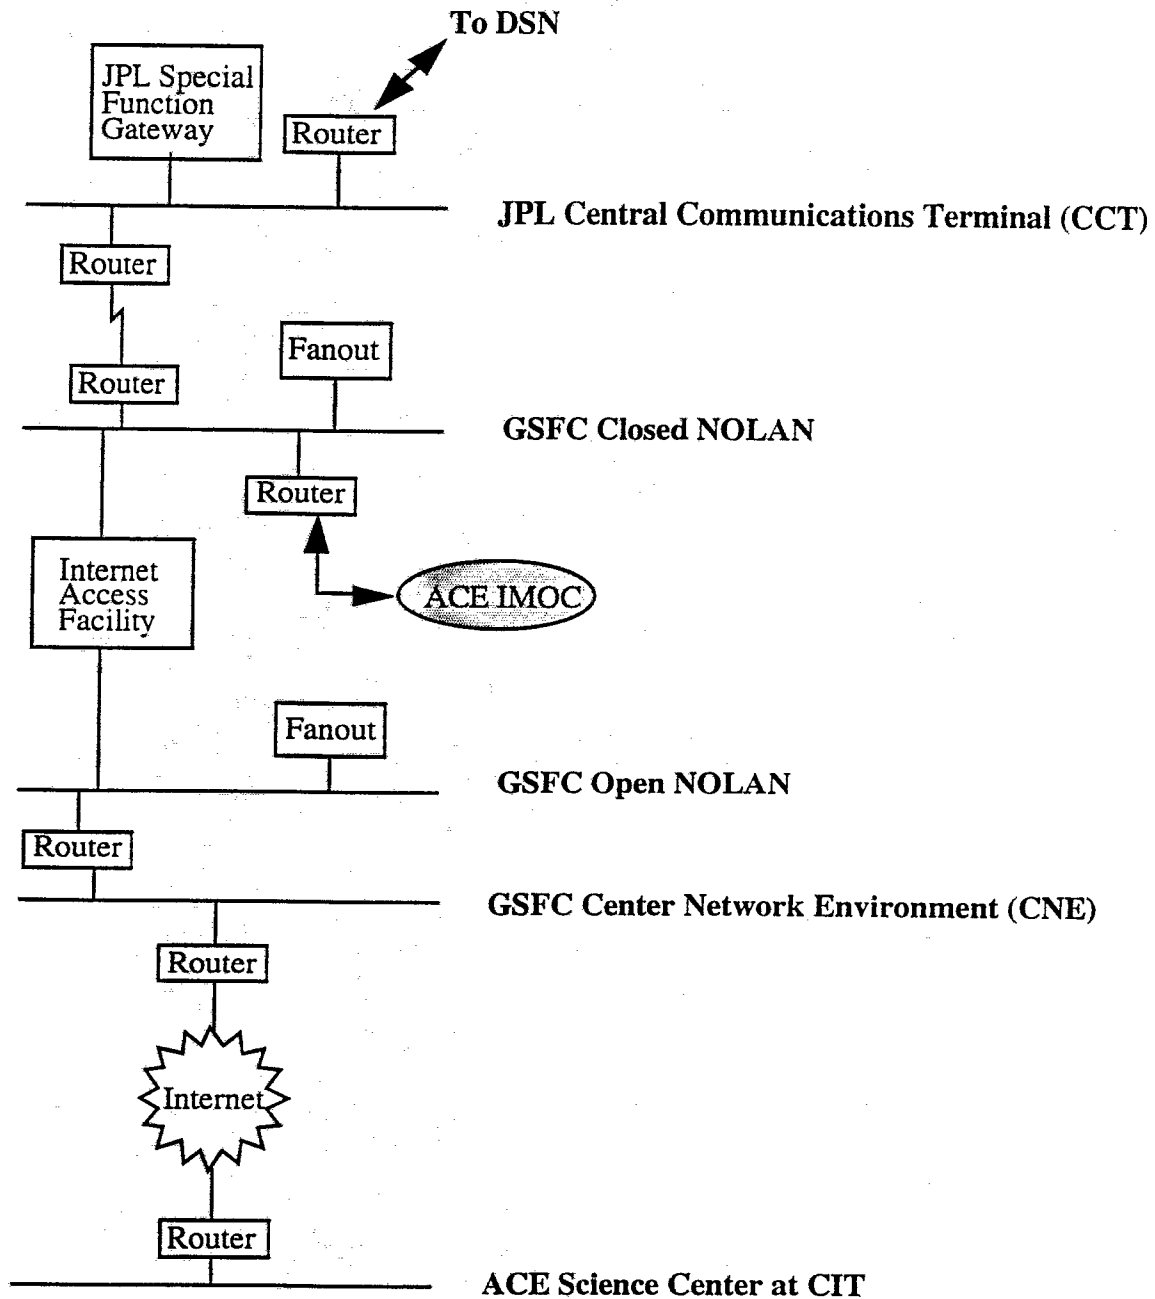 To DSN
JPL Special
Function
Gateway
Router
JPL Central Communications Terminal (CCT)
Router
Fanout
Router
GSFC Closed NOLAN
Router
Internet
Access
Facility
ACE IMOC
Fanout
GSFC Open NOLAN
Router
GSFC Center Network Environment (CNE)
Router
Internet
Router
ACE Science Center at CIT